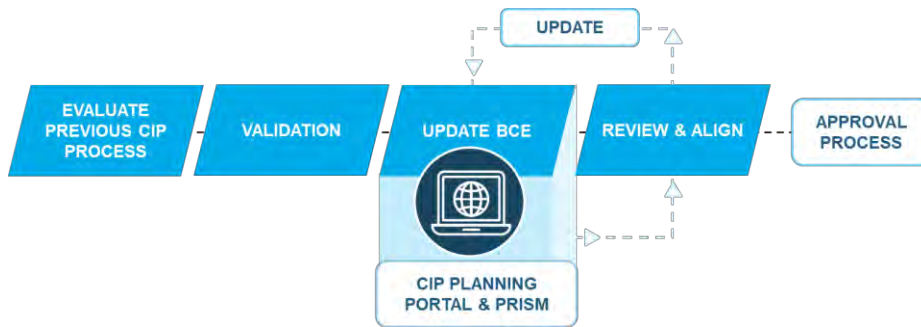 UPDATE
EVALUATE
PREVIOUS CIP
PROCESS
VALIDATION
UPDATE BCE
REVIEW & ALIGN
APPROVAL
PROCESS
CIP PLANNING
PORTAL & PRISM